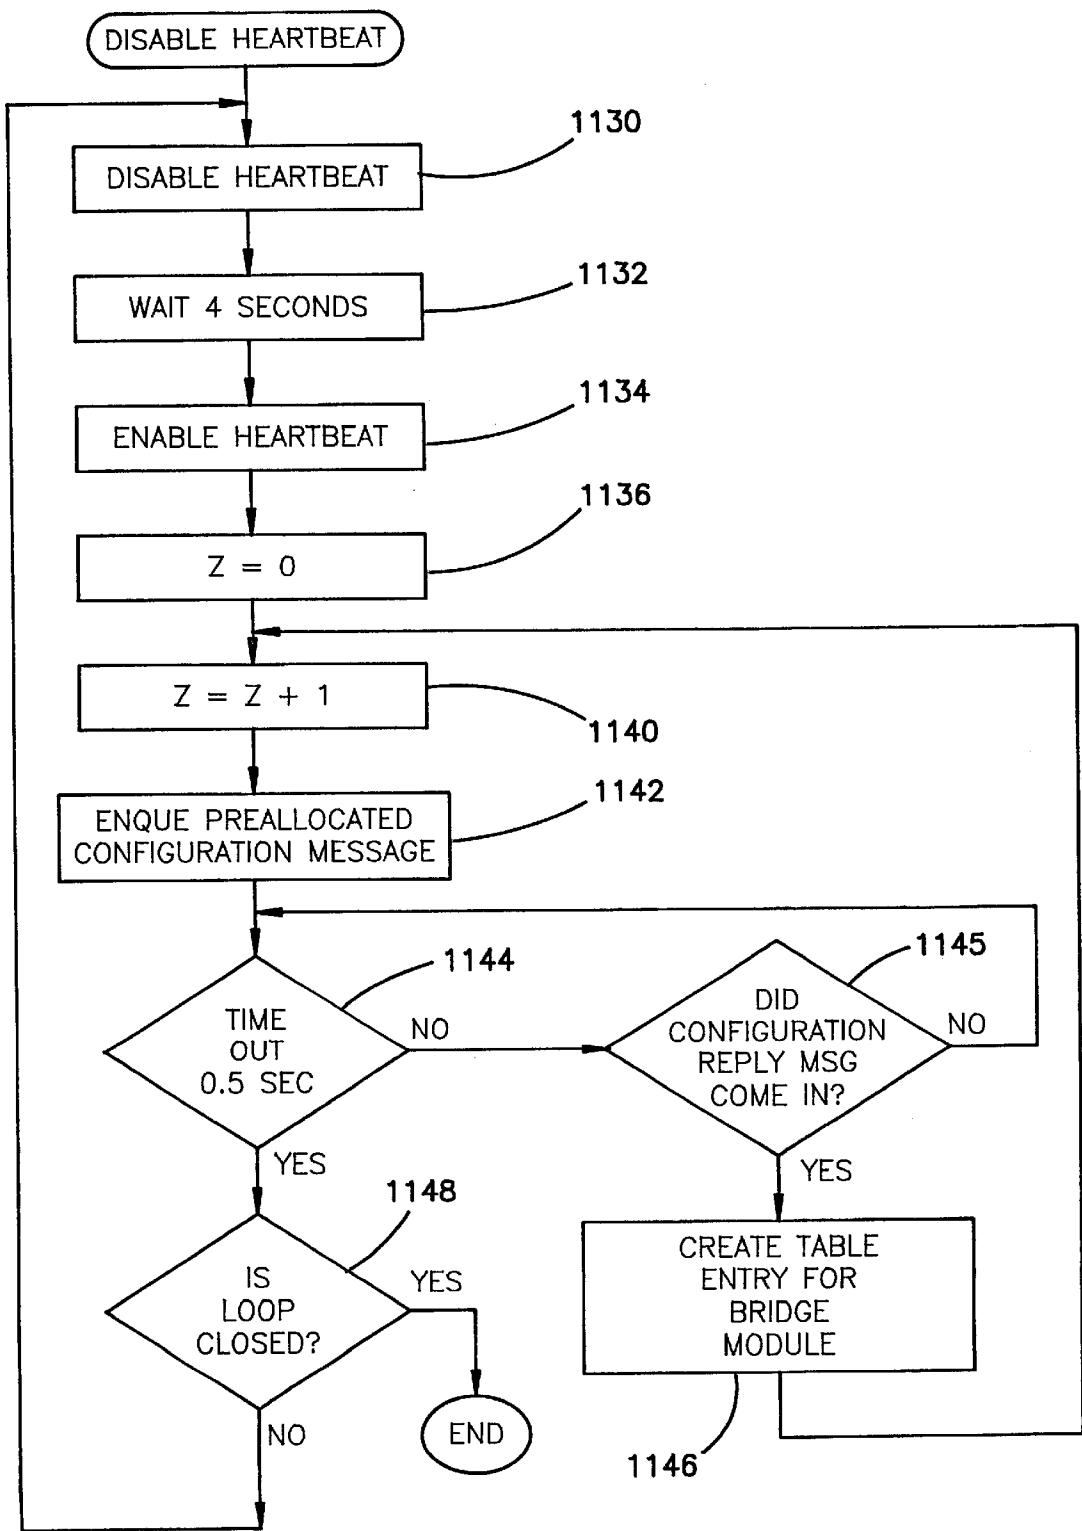 DISABLE HEARTBEAT
1130
DISABLE HEARTBEAT
1132
WAIT 4 SECONDS
1134
ENABLE HEARTBEAT
1136
Z = 0
Z = Z + 1
1140
1142
ENQUE PREALLOCATED
CONFIGURATION MESSAGE
1144
TIME
OUT
0.5 SEC
NO
YES
1145
DID
CONFIGURATION
REPLY MSG
COME IN?
NO
YES
1148
IS
LOOP
CLOSED?
YES
NO
END
CREATE TABLE
ENTRY FOR
BRIDGE
MODULE
1146